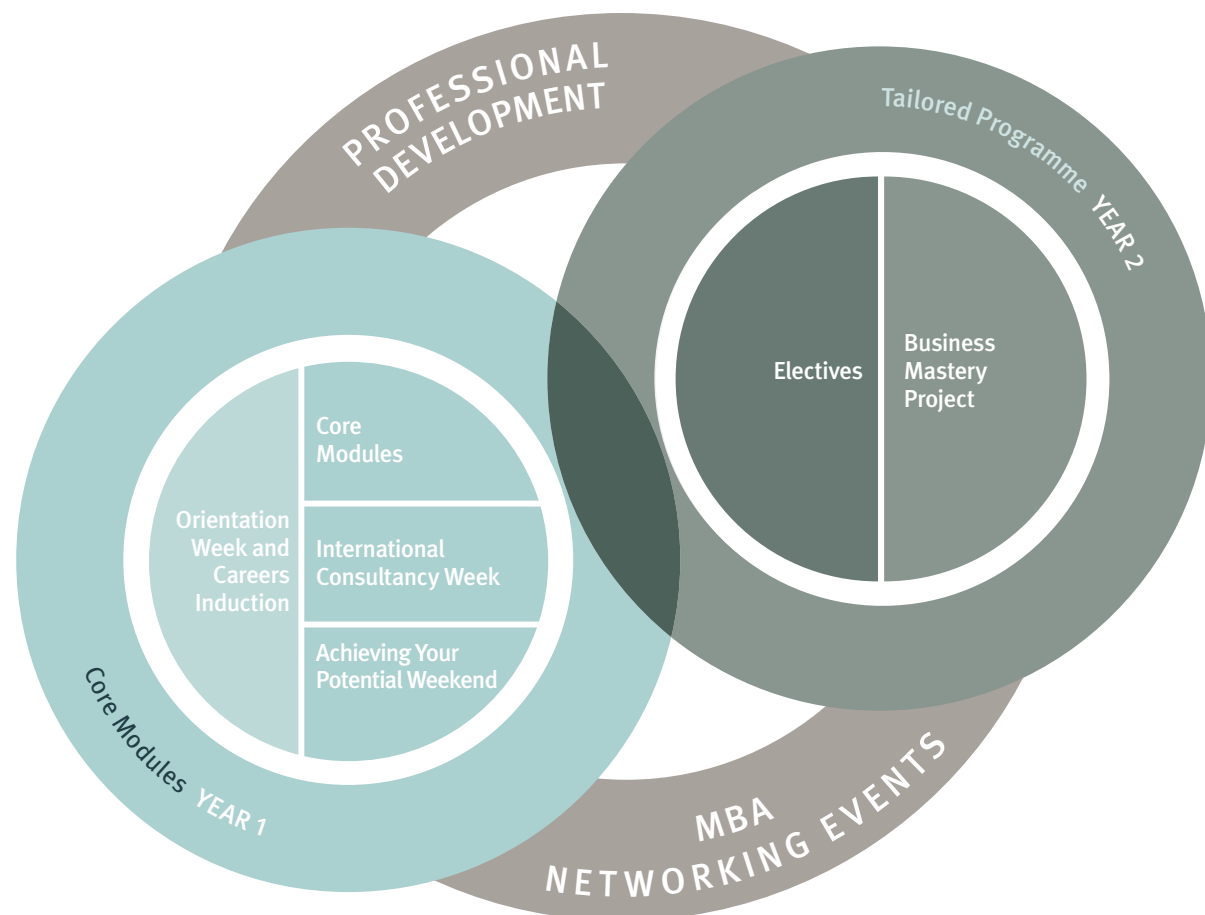 PROFESSIONAL
DEVELOPMENT
Tailored Programme YEAR 2
Electives
Business
Mastery
Project
Core
Modules
Orientation
Week and
Careers
Induction
International
Consultancy Week
Achieving Your
Potential Weekend
Core Modules YEAR 1
MBA
NETWORKING EVENTS